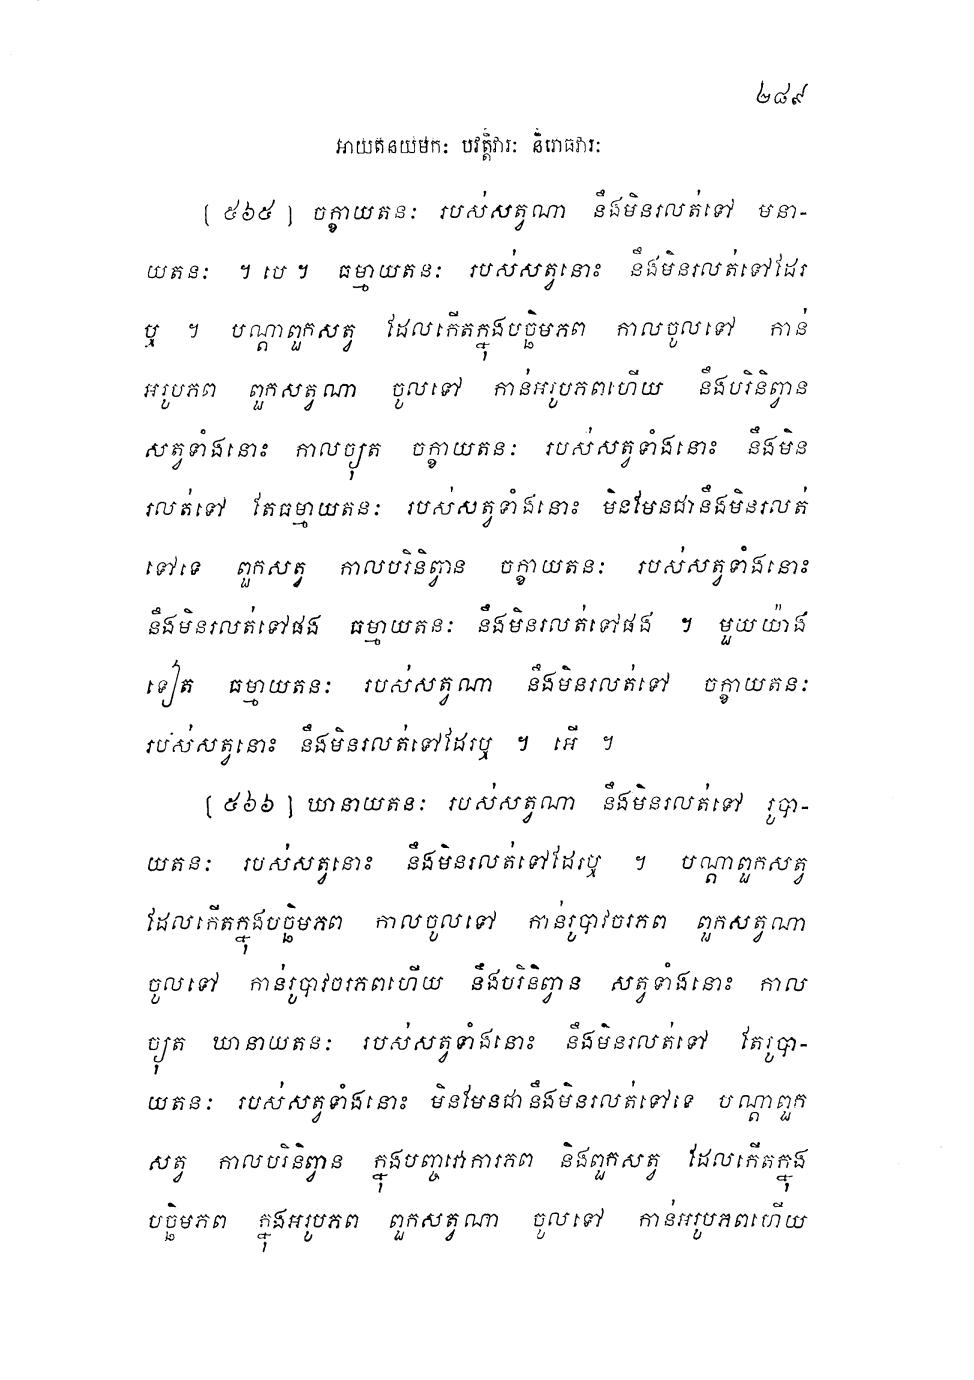 ២៨៩
អាយតនយមកៈ បវត្តិវារៈ និរោធវារៈ
[ ៥៦៥ ] ចក្ខាយតនៈ របស់សត្វណា នឹងមិនរលត់ទៅ មនា-
យតនៈ ។ បេ ។ ធម្មាយតនៈ របស់សត្វនោះ នឹងមិនរលត់ទៅដែរ
ឬ ។ បណ្តាពួកសត្វ ដែលកើតក្នុងបច្ឆិមភព កាលចូលទៅ កាន់
អរូបភព ពួកសត្វណា ចូលទៅ កាន់អរូបភពហើយ នឹងបរិនិព្វាន
សត្វទាំងនោះ កាលច្យុត ចក្ខាយតនៈ របស់សត្វទាំងនោះ នឹងមិន
រលត់ទៅ តែធម្មាយតនៈ របស់សត្វទាំងនោះ មិនមែនជានឹងមិនរលត់
ទៅទេ ពួកសត្វ កាលបរិនិព្វាន ចក្ខាយតនៈ របស់សត្វទាំងនោះ
នឹងមិនរលត់ទៅផង ធម្មាយតនៈ នឹងមិនរលត់ទៅផង ។ មួយយ៉ាង
ទៀត ធម្មាយតនៈ របស់សត្វណា នឹងមិនរលត់ទៅ ចក្ខាយតនៈ
របស់សត្វនោះ នឹងមិនរលត់ទៅដែរឬ ។ អើ ។
[ ៥៦៦ ] ឃានាយតនៈ របស់សត្វណា នឹងមិនរលត់ទៅ រូបា-
យតនៈ របស់សត្វនោះ នឹងមិនរលត់ទៅដែរឬ ។ បណ្តាពួកសត្វ
ដែលកើតក្នុងបច្ឆិមភព កាលចូលទៅ កាន់រូបាវចរភព ពួកសត្វណា
ចូលទៅ កាន់រូបាវចរភពហើយ នឹងបរិនិព្វាន សត្វទាំងនោះ កាល
ច្យុត ឃានាយតនៈ របស់សត្វទាំងនោះ នឹងមិនរលត់ទៅ តែរូបា-
យតនៈ របស់សត្វទាំងនោះ មិនមែនជានឹងមិនរលត់ទៅទេ បណ្តាពួក
សត្វ កាលបរិនិព្វាន ក្នុងបញ្ចវោការភព និងពួកសត្វ ដែលកើតក្នុង
បច្ឆិមភព ក្នុងអរូបភព ពួកសត្វណា ចូលទៅ កាន់អរូបភពហើយ